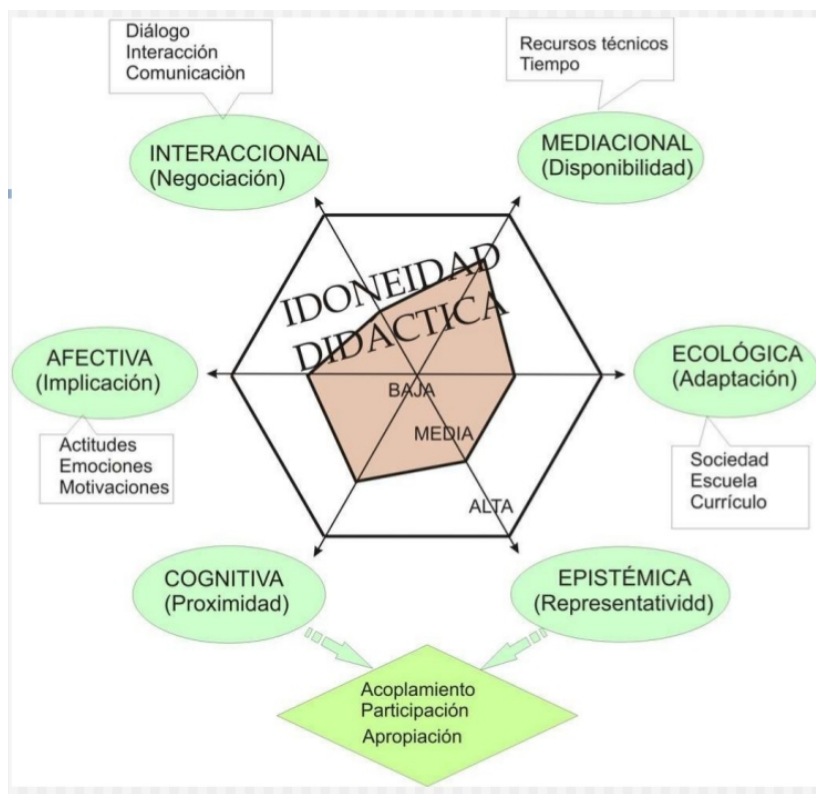 Diálogo
Interacción
Comunicaciòn
Recursos técnicos
Tiempo
INTERACCIONAL
(Negociación)
MEDIACIONAL
(Disponibilidad)
IDONEIDAD
DIDACTICA
AFECTIVA
(Implicación)
ECOLÓGICA
(Adaptación)
BAJA
MEDIA
ALTA
Actitudes
Emociones
Motivaciones
Sociedad
Escuela
Currículo
COGNITIVA
(Proximidad)
EPISTÉMICA
(Representatividd)
Acoplamiento
Participación
Apropiación